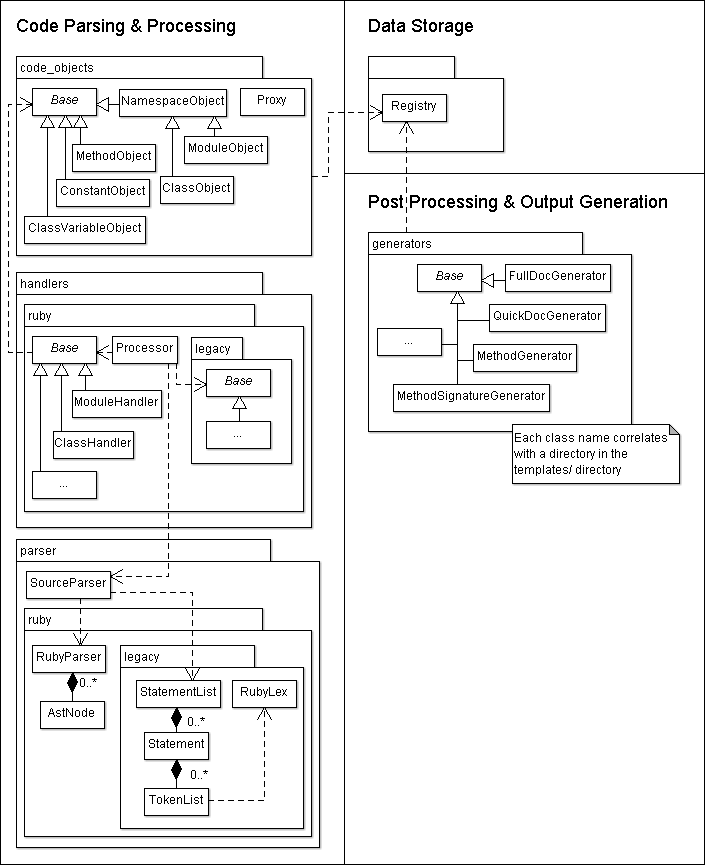 Code Parsing & Processing
code_objects
Base
NamespaceObject
Proxy
MethodObject
ModuleObject
ConstantObject
ClassObject
ClassVariableObject
handlers
ruby
Base
Processor
legacy
Base
ModuleHandler
ClassHandler
...
...
parser
SourceParser
ruby
RubyParser
0..*
AstNode
legacy
StatementList
RubyLex
0..*
Statement
0..*
TokenList
Data Storage
Registry
Post Processing & Output Generation
generators
Base
FullDocGenerator
QuickDocGenerator
...
MethodGenerator
MethodSignatureGenerator
Each class name correlates
with a directory in the
templates/ directory